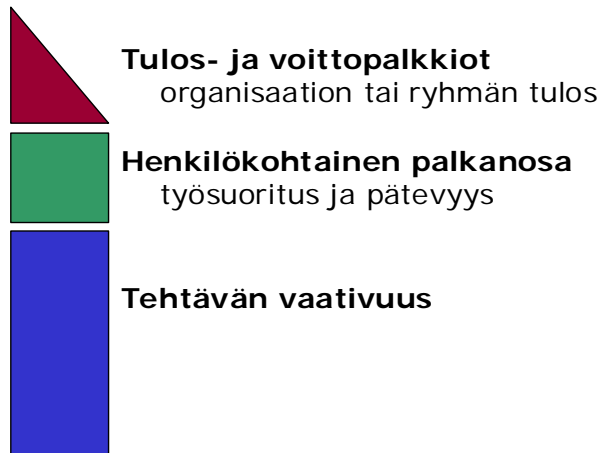 Tulos- ja voittopalkkiot
organisaation tai ryhmän tulos
Henkilökohtainen palkanosa
työsuoritus ja pätevyys
Tehtävän vaativuus